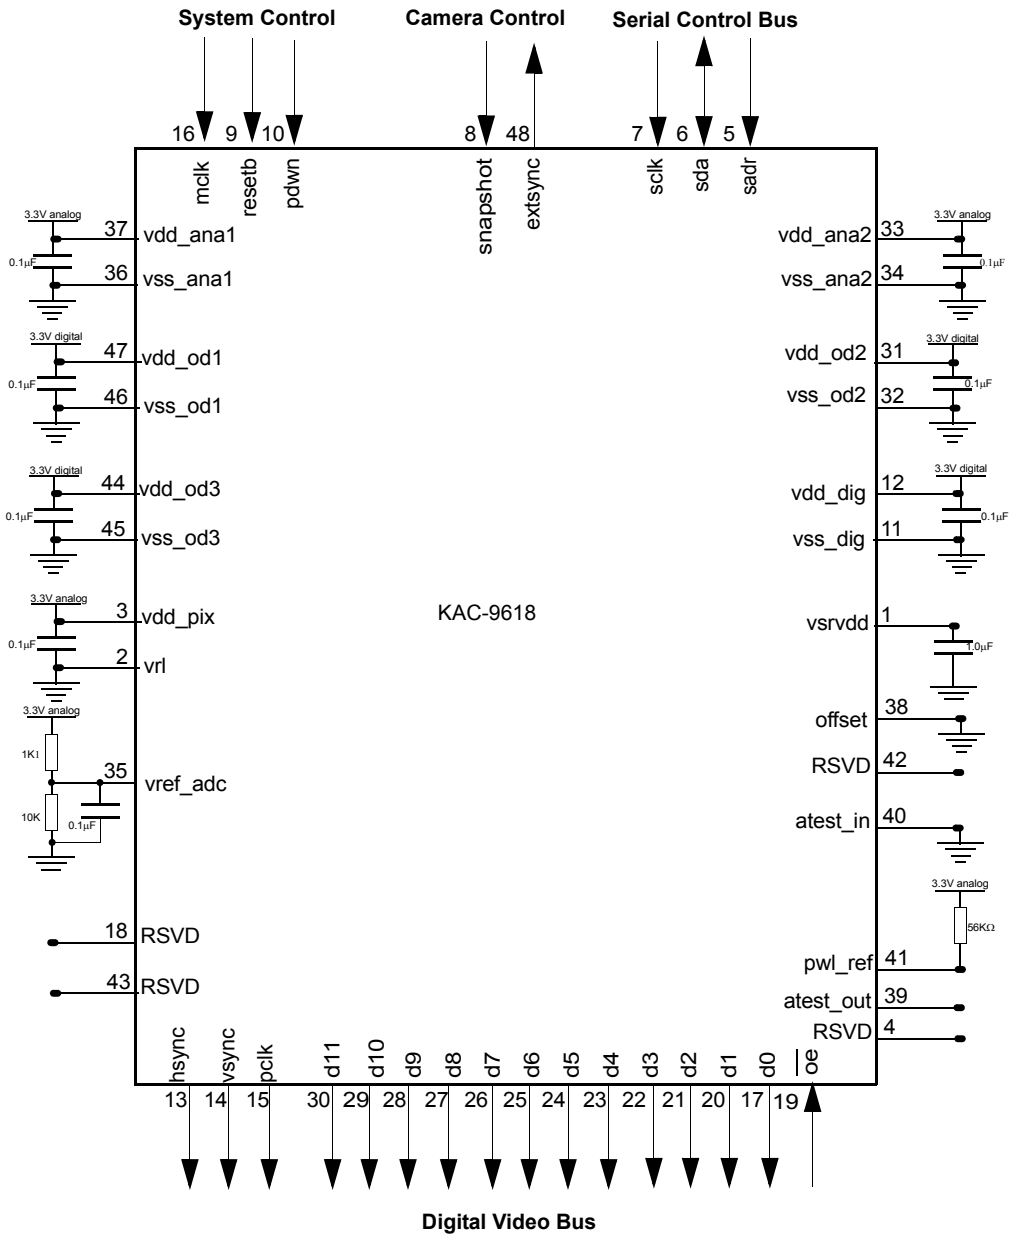 System Control
Camera Control
Serial Control Bus
16 9 10 8 48 7 6 5
mclk
resetb
pdwn
snapshot
extsync
sclk
sda
sadr
3.3V analog
37 vdd_ana1
0.1µF
36 vss_ana1
3.3V analog
vdd_ana2 33
0.1µF
vss_ana2 34
3.3V digital
47 vdd_od1
0.1µF
46 vss_od1
3.3V digital
vdd_od2 31
0.1µF
vss_od2 32
3.3V digital
44 vdd_od3
0.1µF
45 vss_od3
3.3V digital
vdd_dig 12
0.1µF
vss_dig 11
3.3V analog
3 vdd_pix
0.1µF
2 vrl
KAC-9618
vsrvdd 1
1.0µF
3.3V analog
1K1
35 vref_adc
10K
0.1µF
offset 38
RSVD 42
atest_in 40
3.3V analog
56KΩ
18 RSVD
43 RSVD
pwl_ref 41
atest_out 39
RSVD 4
hsync
vsync
pclk
d11
d10
d9
d8
d7
d6
d5
d4
d3
d2
d1
d0
oe
13 14 15 30 29 28 27 26 25 24 23 22 21 20 17 19
Digital Video Bus